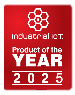 industrial IoT
Product of the
YEAR
2025